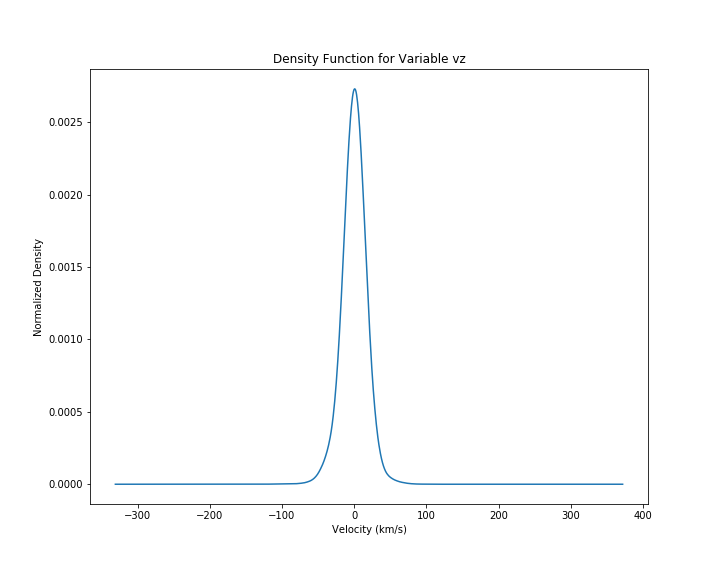 Density Function for Variable vz
Normalized Density
0.0025
0.0020
0.0015
0.0010
0.0005
0.0000
−300 −200 −100 0 100 200 300 400
Velocity (km/s)